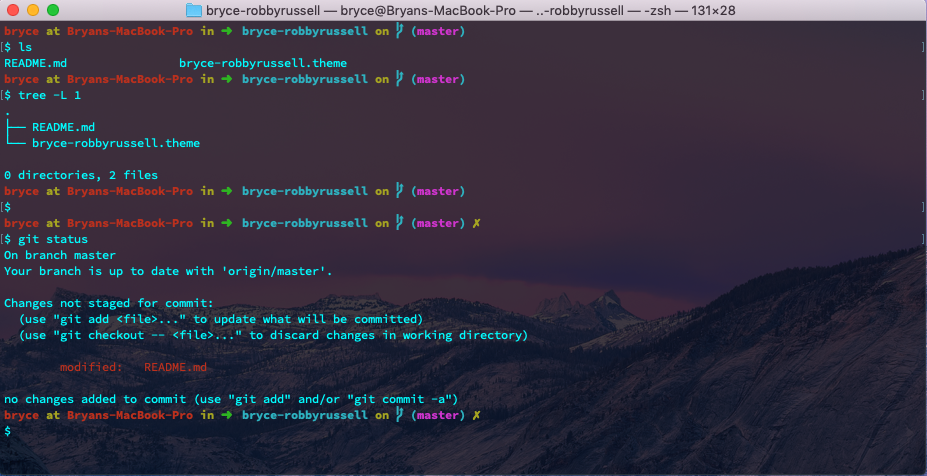 bryce-robbyrussell — bryce@Bryans-MacBook-Pro — ..-robbyrussell — -zsh — 131×28
bryce at Bryans-MacBook-Pro in ➜ bryce-robbyrussell on (master)
[$ ls ]
README.md bryce-robbyrussell.theme
bryce at Bryans-MacBook-Pro in ➜ bryce-robbyrussell on (master)
[$ tree -L 1 ]
.
├── README.md
└── bryce-robbyrussell.theme
0 directories, 2 files
bryce at Bryans-MacBook-Pro in ➜ bryce-robbyrussell on (master)
[$ ]
bryce at Bryans-MacBook-Pro in ➜ bryce-robbyrussell on (master) ✗
[$ git status ]
On branch master
Your branch is up to date with 'origin/master'.
Changes not staged for commit:
(use "git add <file>..." to update what will be committed)
(use "git checkout -- <file>..." to discard changes in working directory)
modified: README.md
no changes added to commit (use "git add" and/or "git commit -a")
bryce at Bryans-MacBook-Pro in ➜ bryce-robbyrussell on (master) ✗
$